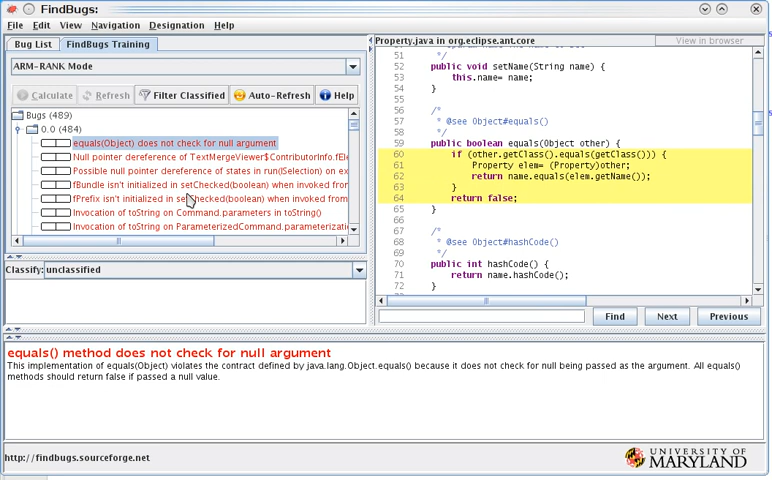 FindBugs:
File Edit View Navigation Designation Help
Bug List FindBugs Training
ARM-RANK Mode
Calculate Refresh Filter Classified Auto-Refresh Help
Bugs (489)
0.0 (484)
equals(Object) does not check for null argument
Null pointer dereference of TextMergeViewer$ContributorInfo.fEle
Possible null pointer dereference of states in run(ISelection) on ex
fBundle isn't initialized in setChecked(boolean) when invoked from
fPrefix isn't initialized in setChecked(boolean) when invoked from
Invocation of toString on Command.parameters in toString()
Invocation of toString on ParameterizedCommand.parameterizatio
Classify: unclassified
Property.java in org.eclipse.ant.core
View in browser
51 */
52 public void setName(String name) {
53 this.name= name;
54 }
55
56 /*
57 * @see Object#equals()
58 */
59 public boolean equals(Object other) {
60 if (other.getClass().equals(getClass())) {
61 Property elem= (Property)other;
62 return name.equals(elem.getName());
63 }
64 return false;
65 }
66
67 /*
68 * @see Object#hashCode()
69 */
70 public int hashCode() {
71 return name.hashCode();
72 }
Find Next Previous
equals() method does not check for null argument
This implementation of equals(Object) violates the contract defined by java.lang.Object.equals() because it does not check for null being passed as the argument. All equals()
methods should return false if passed a null value.
http://findbugs.sourceforge.net
UNIVERSITY OF
MARYLAND